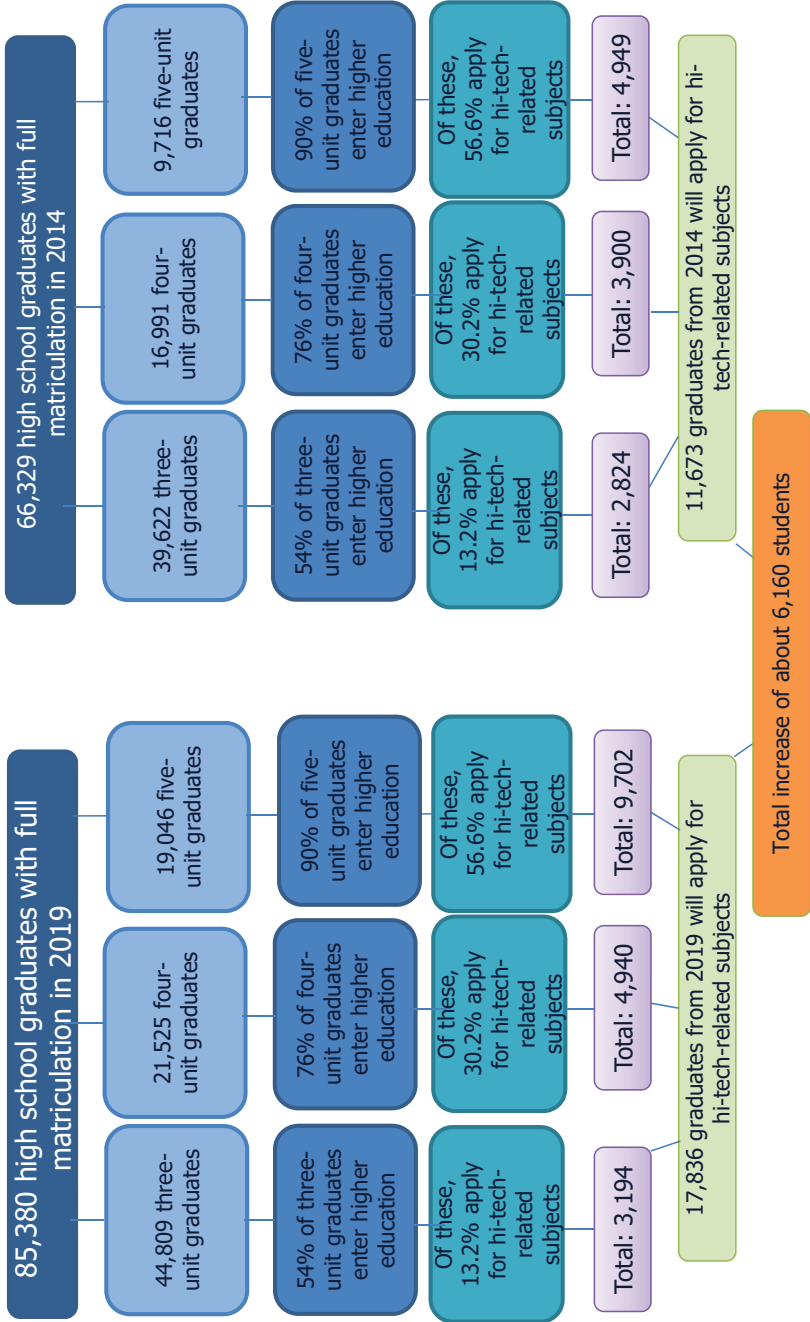 85,380 high school graduates with full
matriculation in 2019
44,809 three-
unit graduates
21,525 four-
unit graduates
19,046 five-
unit graduates
54% of three-
unit graduates
enter higher
education
76% of four-
unit graduates
enter higher
education
90% of five-
unit graduates
enter higher
education
Of these,
13.2% apply
for hi-tech-
related
subjects
Of these,
30.2% apply
for hi-tech-
related
subjects
Of these,
56.6% apply
for hi-tech-
related
subjects
Total: 3,194
Total: 4,940
Total: 9,702
17,836 graduates from 2019 will apply for
hi-tech-related subjects
66,329 high school graduates with full
matriculation in 2014
39,622 three-
unit graduates
16,991 four-
unit graduates
9,716 five-unit
graduates
54% of three-
unit graduates
enter higher
education
76% of four-
unit graduates
enter higher
education
90% of five-
unit graduates
enter higher
education
Of these,
13.2% apply
for hi-tech-
related
subjects
Of these,
30.2% apply
for hi-tech-
related
subjects
Of these,
56.6% apply
for hi-tech-
related
subjects
Total: 2,824
Total: 3,900
Total: 4,949
11,673 graduates from 2014 will apply for hi-
tech-related subjects
Total increase of about 6,160 students